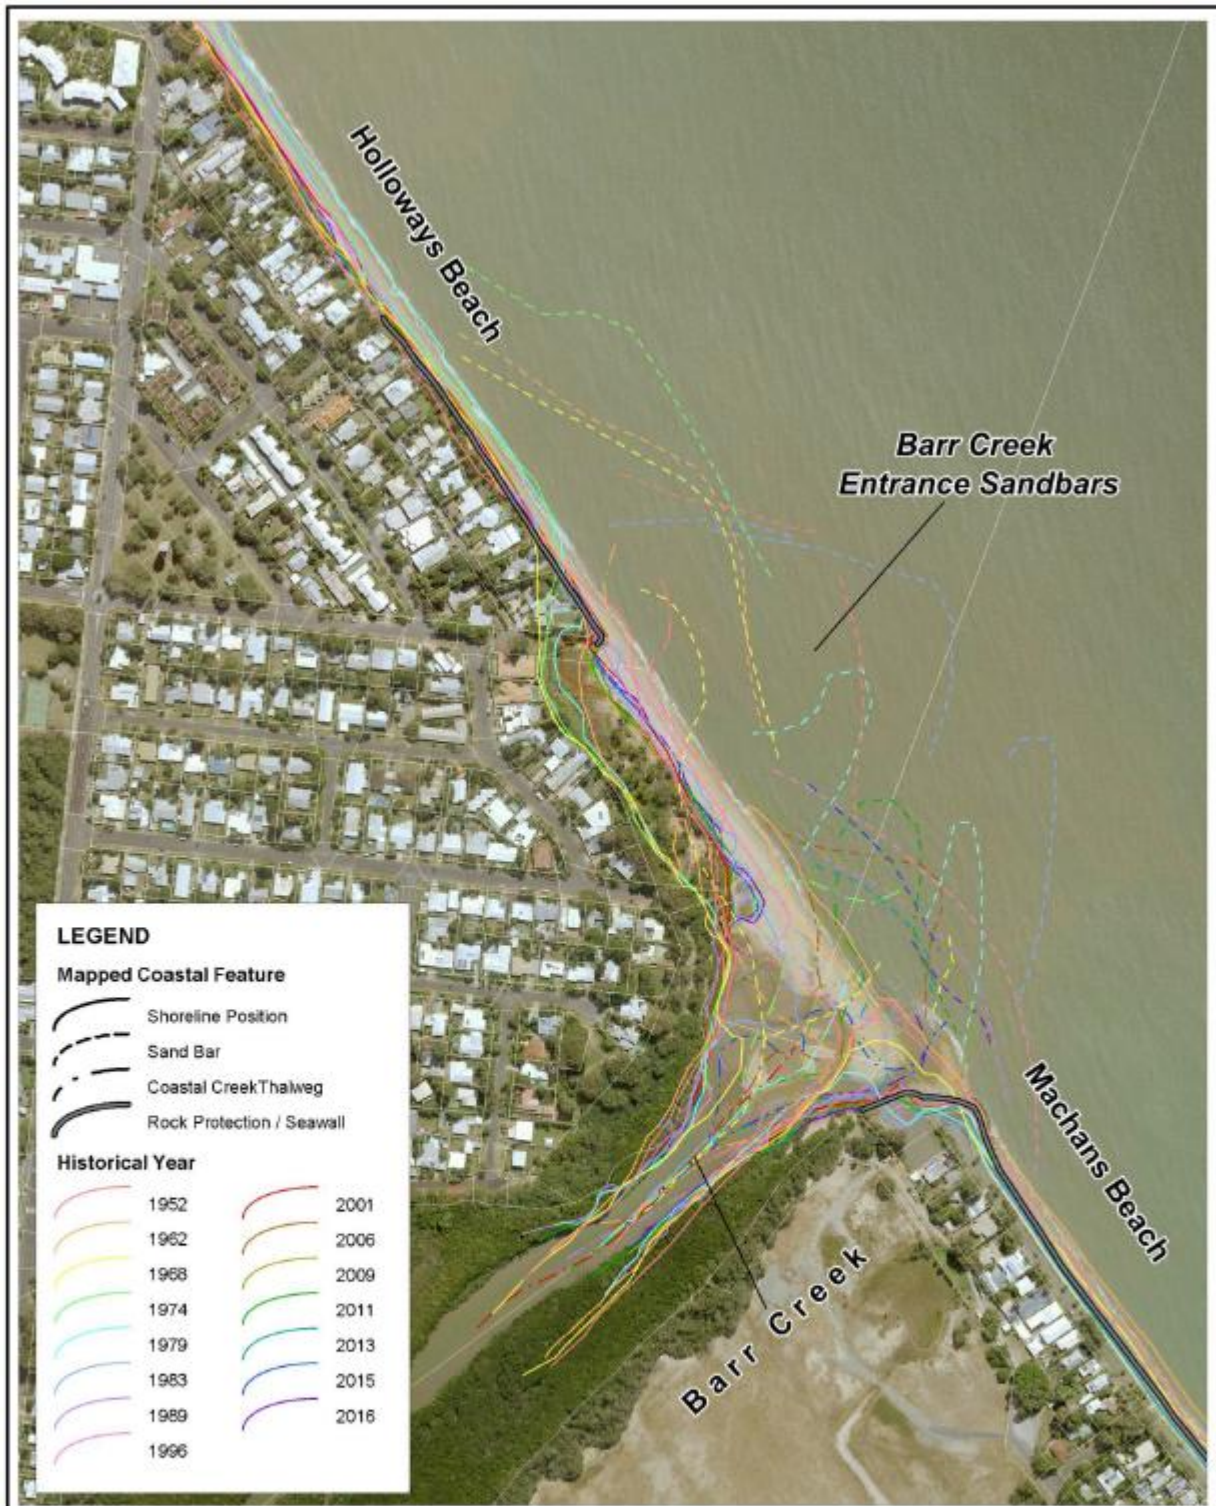 Holloways Beach
Barr Creek
Entrance Sandbars
Machans Beach
Barr Creek
LEGEND
Mapped Coastal Feature
Shoreline Position
Sand Bar
Coastal CreekThalweg
Rock Protection / Seawall
Historical Year
1952
1962
1968
1974
1979
1983
1989
1996
2001
2006
2009
2011
2013
2015
2016